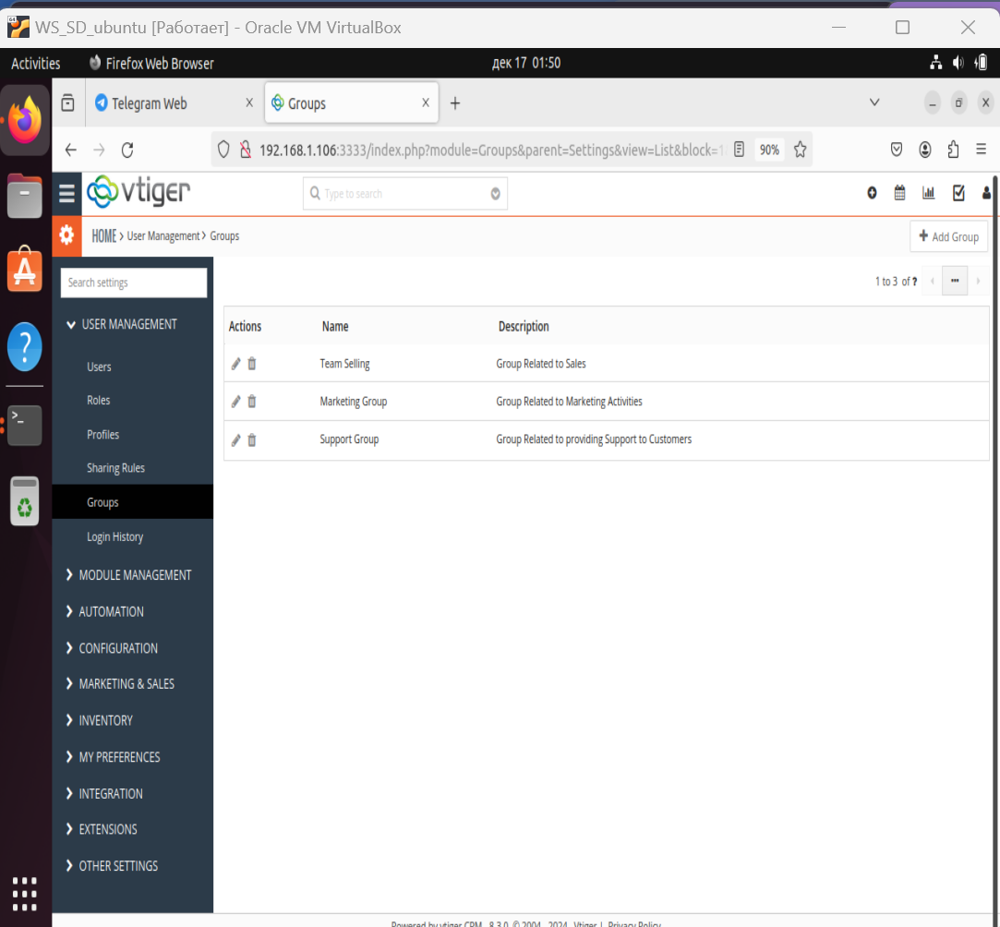 WS_SD_ubuntu [Работает] - Oracle VM VirtualBox
Activities Firefox Web Browser дек 17 01:50
Telegram Web Groups
192.168.1.106:3333/index.php?module=Groups&parent=Settings&view=List&block= 90%
vtiger Type to search
HOME > User Management > Groups + Add Group
Search settings
1 to 3 of ?
USER MANAGEMENT
Users
Roles
Profiles
Sharing Rules
Groups
Login History
MODULE MANAGEMENT
AUTOMATION
CONFIGURATION
MARKETING & SALES
INVENTORY
MY PREFERENCES
INTEGRATION
EXTENSIONS
OTHER SETTINGS
Actions Name Description
Team Selling Group Related to Sales
Marketing Group Group Related to Marketing Activities
Support Group Group Related to providing Support to Customers
Powered by vtiger CRM - 8.3.0 © 2004 - 2024 Vtiger | Privacy Policy